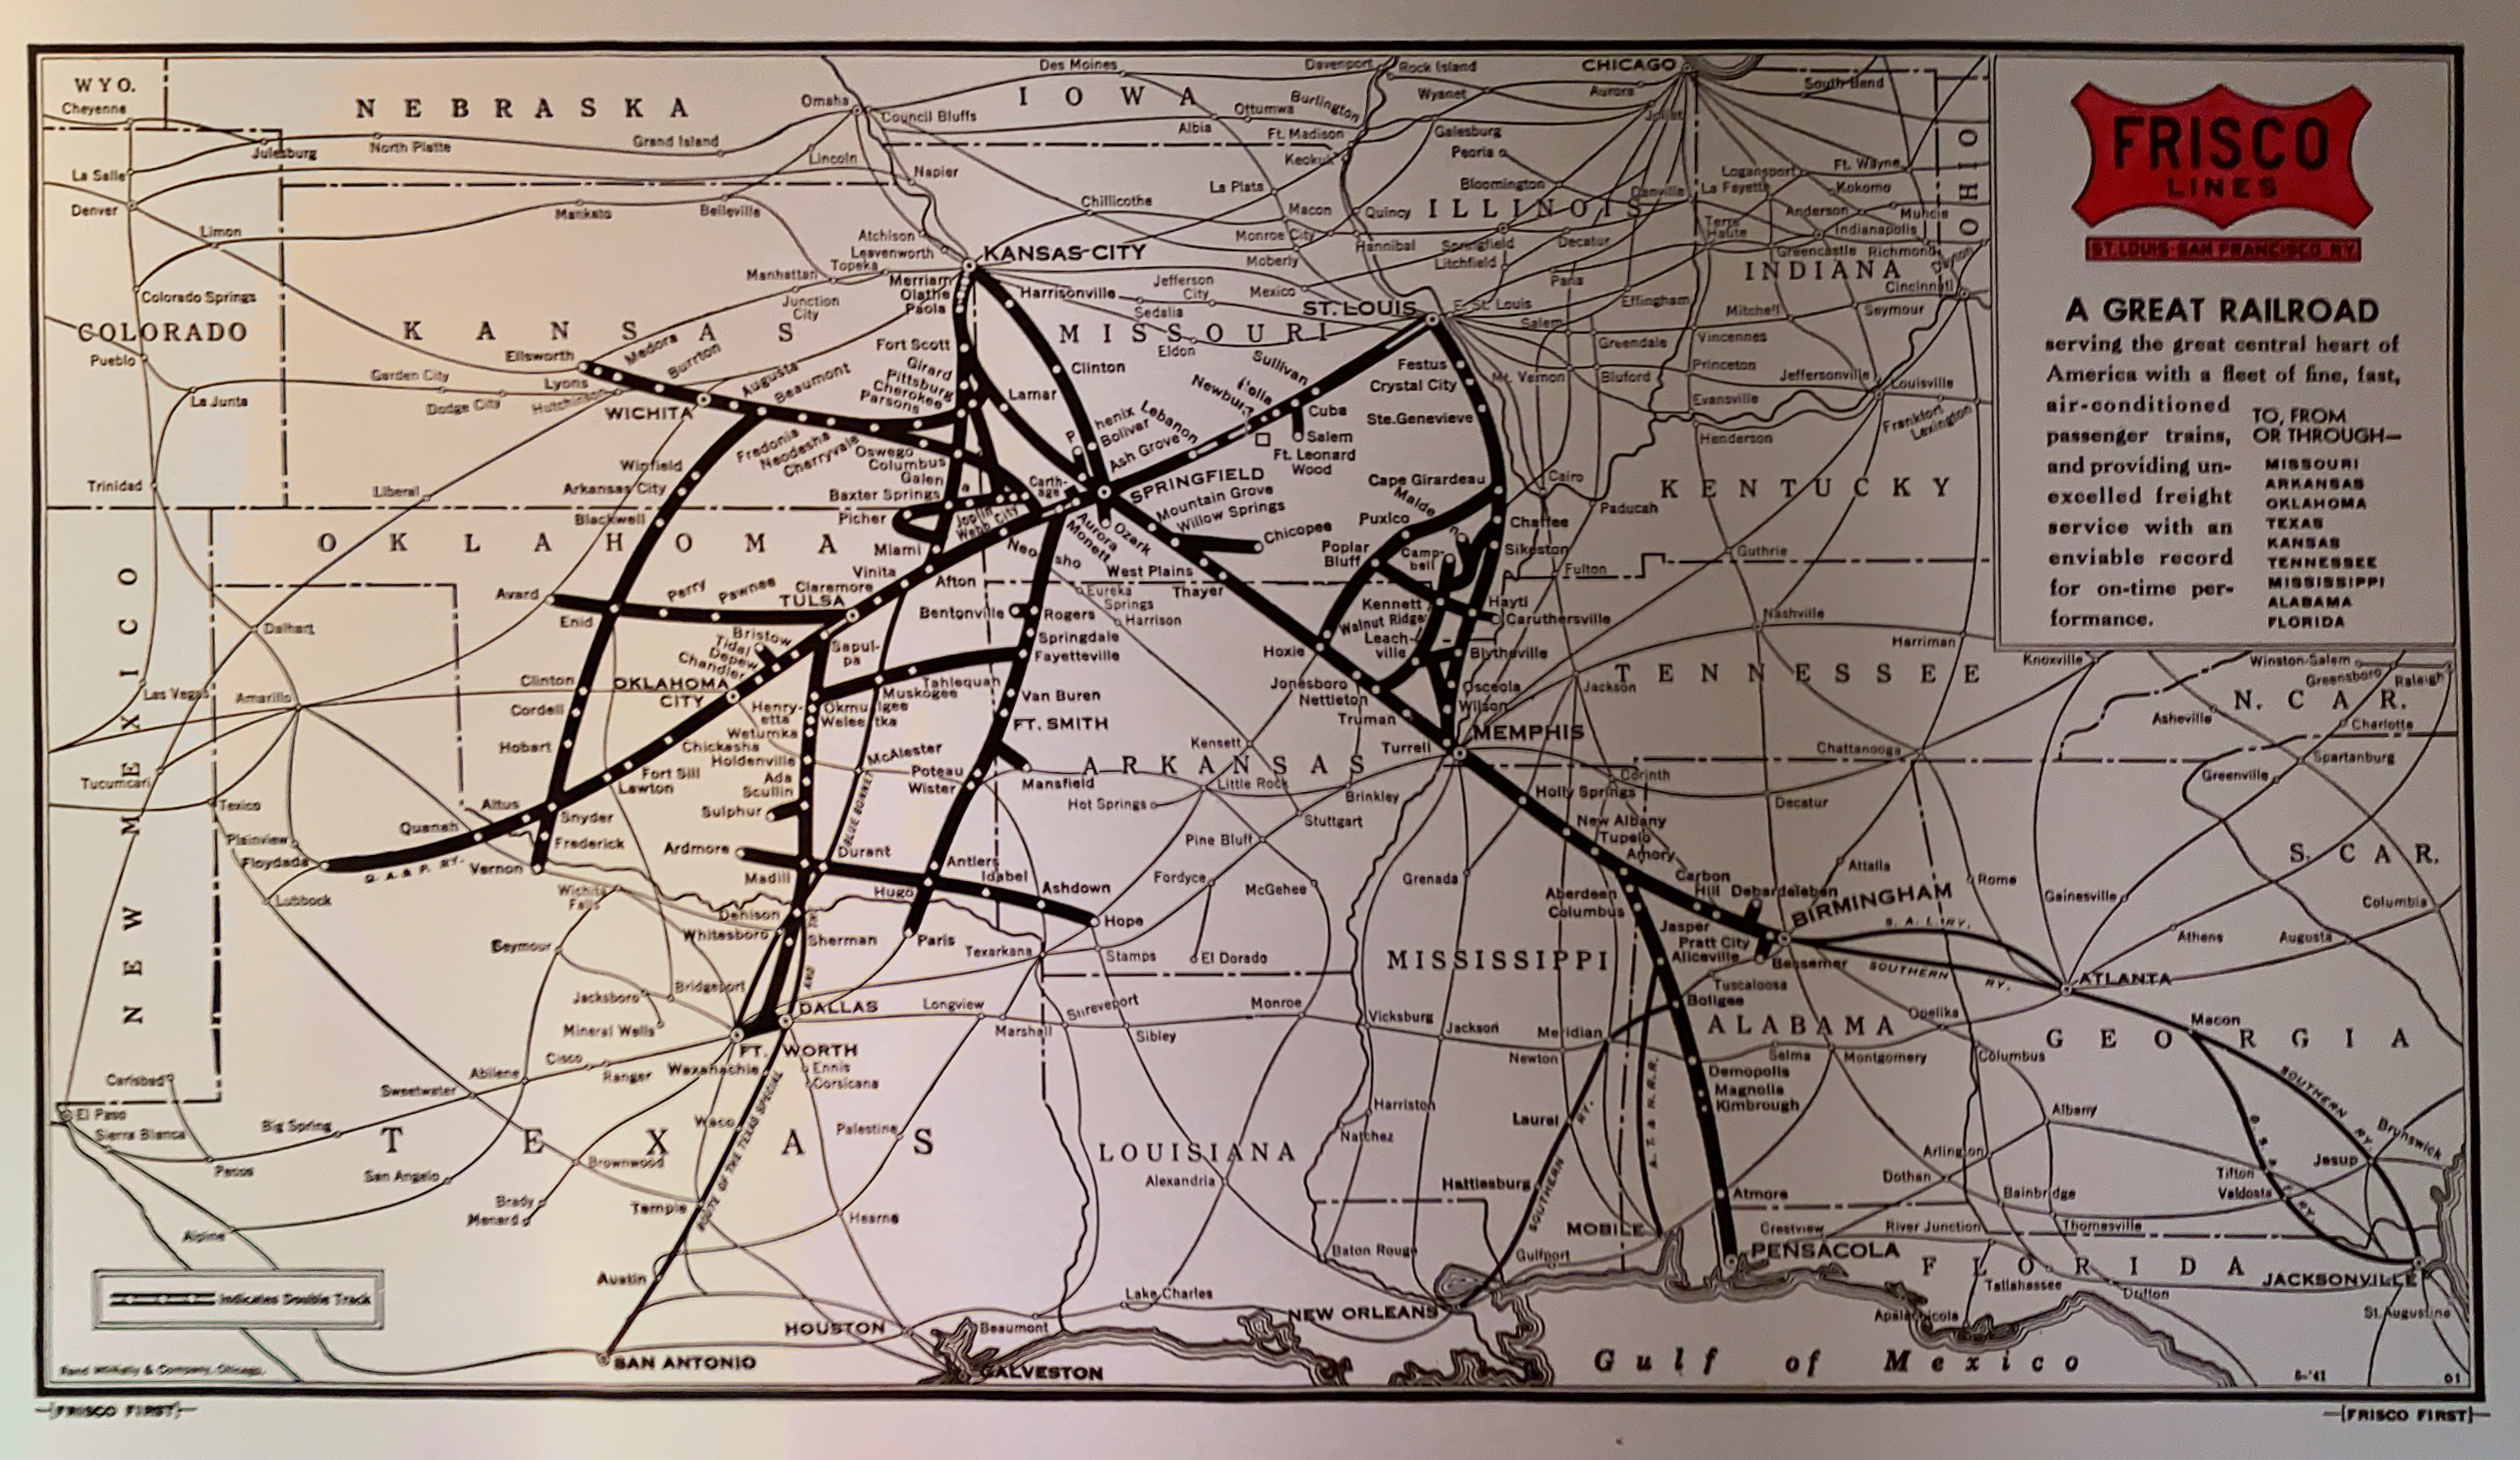 WYO.
Cheyenne
NEBRASKA
Julesburg
North Platte
Grand Island
Omaha
Council Bluffs
Lincoln
Napier
La Salle
Denver
Limon
Mankato
Belleville
Colorado Springs
COLORADO
Pueblo
La Junta
Trinidad
IOWA
Des Moines
Davenport
Rock Island
Albia
Ottumwa
Burlington
Ft. Madison
Keokuk
La Plata
Chillicothe
Macon
Monroe City
Moberly
Mexico
Quincy
Hannibal
CHICAGO
Wyanet
Aurora
Joliet
South Bend
Galesburg
Peoria
Bloomington
ILLINOIS
Springfield
Decatur
Litchfield
Danville
Logansport
La Fayette
Ft. Wayne
Kokomo
Anderson
Muncie
Terre Haute
Indianapolis
Greencastle
Richmond
Dayton
OHIO
INDIANA
Cincinnati
Paris
Effingham
Mitchell
Seymour
Salem
Vincennes
Greendale
Mt. Vernon
Bluford
Princeton
Jeffersonville
Louisville
Evansville
Henderson
Frankfort
Lexington
KANSAS
Atchison
Leavenworth
Topeka
Manhattan
Junction City
KANSAS-CITY
Merriam
Olathe
Paola
Fort Scott
Girard
Pittsburg
Cherokee
Parsons
Ellsworth
Medora
Burrton
Lyons
Garden City
Dodge City
Hutchinson
WICHITA
Augusta
Beaumont
Fredonia
Neodesha
Cherryvale
Oswego
Columbus
Galen
Baxter Springs
Picher
Miami
Winfield
Arkansas City
Blackwell
Liberal
MISSOURI
Harrisonville
Jefferson City
Sedalia
Eldon
Clinton
Lamar
ST. LOUIS
E. St. Louis
Sullivan
Newburg
Cuba
Salem
Ft. Leonard Wood
Lebanon
Phenix
Bolivar
Ash Grove
SPRINGFIELD
Carthage
Joplin
Webb City
Aurora
Monett
Ozark
Neosho
Mountain Grove
Willow Springs
Chicopee
West Plains
Thayer
Festus
Crystal City
Ste. Genevieve
Cape Girardeau
Malden
Puxico
Poplar Bluff
Campbell
Chaffee
Sikeston
Kennett
Hayti
Caruthersville
Cairo
Paducah
KENTUCKY
Guthrie
Fulton
OKLAHOMA
Avard
Enid
Perry
Pawnee
Claremore
TULSA
Vinita
Afton
Bristow
Tidal
Depew
Chandler
Sapulpa
OKLAHOMA CITY
Clinton
Cordell
Hobart
Henryetta
Okmulgee
Weleetka
Wetumka
Holdenville
Chickasha
Fort Sill
Lawton
Ada
Scullin
Sulphur
Muskogee
Tahlequah
McAlester
BLUE BONNET
Altus
Snyder
Frederick
Quanah
Vernon
Floydada
Q. A. & P. RY.
Ardmore
Madill
Durant
Hugo
Antlers
Idabel
Ashdown
Hope
Poteau
Wister
Bentonville
Rogers
Springdale
Fayetteville
Van Buren
FT. SMITH
Mansfield
Eureka Springs
Harrison
ARKANSAS
Walnut Ridge
Hoxie
Leachville
Blytheville
Jonesboro
Nettleton
Truman
Turrell
Osceola
Wilson
Kensett
Little Rock
Hot Springs
Brinkley
Stuttgart
Pine Bluff
Fordyce
McGehee
Stamps
El Dorado
Texarkana
MEMPHIS
TENNESSEE
Jackson
Nashville
Harriman
Knoxville
Chattanooga
Corinth
Decatur
Holly Springs
New Albany
Tupelo
Amory
Grenada
Aberdeen
Columbus
Carbon Hill
Debardeleben
BIRMINGHAM
Jasper
Pratt City
Bessemer
Aliceville
Tuscaloosa
Boligee
MISSISSIPPI
Vicksburg
Jackson
Meridian
Newton
Laurel
Hattiesburg
Harriston
Natchez
SOUTHERN RY.
A. T. & N. R. R.
ALABAMA
Attalla
Selma
Montgomery
Opelika
Demopolis
Magnolia
Kimbrough
Atmore
MOBILE
PENSACOLA
Gulfport
NEW ORLEANS
Baton Rouge
LOUISIANA
Shreveport
Sibley
Monroe
Alexandria
Lake Charles
S. A. L. RY.
SOUTHERN RY.
ATLANTA
Rome
Gainesville
Athens
Augusta
Macon
GEORGIA
Columbus
Albany
Arlington
Dothan
Bainbridge
Thomasville
Tifton
Valdosta
Jesup
Brunswick
SOUTHERN RY.
Crestview
River Junction
FLORIDA
Tallahassee
Apalachicola
JACKSONVILLE
St. Augustine
N. CAR.
Winston-Salem
Greensboro
Raleigh
Asheville
Charlotte
Spartanburg
Greenville
S. CAR.
Columbia
NEW MEXICO
Dalhart
Las Vegas
Amarillo
Tucumcari
Texico
Plainview
Lubbock
Carlsbad
El Paso
Sierra Blanca
Pecos
Alpine
TEXAS
Wichita Falls
Seymour
Denison
Whitesboro
Sherman
Paris
Jacksboro
Bridgeport
Mineral Wells
DALLAS
FT. WORTH
Longview
Marshall
Cisco
Ranger
Abilene
Sweetwater
Big Spring
San Angelo
Brownwood
Brady
Menard
Waxahachie
Ennis
Corsicana
Waco
Palestine
Temple
Hearne
ROUTE OF THE TEXAS SPECIAL
Austin
SAN ANTONIO
HOUSTON
GALVESTON
Beaumont
Gulf of Mexico
FRISCO
LINES
ST. LOUIS-SAN FRANCISCO RY.
A GREAT RAILROAD
serving the great central heart of
America with a fleet of fine, fast,
air-conditioned
passenger trains,
and providing un-
excelled freight
service with an
enviable record
for on-time per-
formance.
TO, FROM
OR THROUGH—
MISSOURI
ARKANSAS
OKLAHOMA
TEXAS
KANSAS
TENNESSEE
MISSISSIPPI
ALABAMA
FLORIDA
Indicates Double Track
Rand McNally & Company, Chicago.
6-'41
01
FRISCO FIRST
FRISCO FIRST